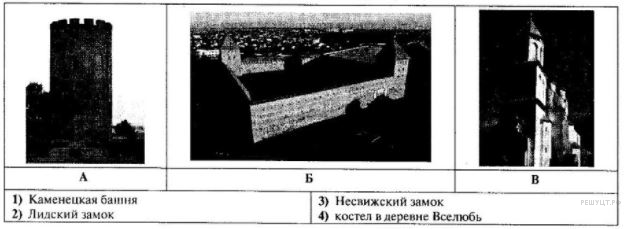 А
Б
В
1) Каменецкая башня
3) Несвижский замок
2) Лидский замок
4) костел в деревне Вселюбь
РЕШУЦТ.РФ